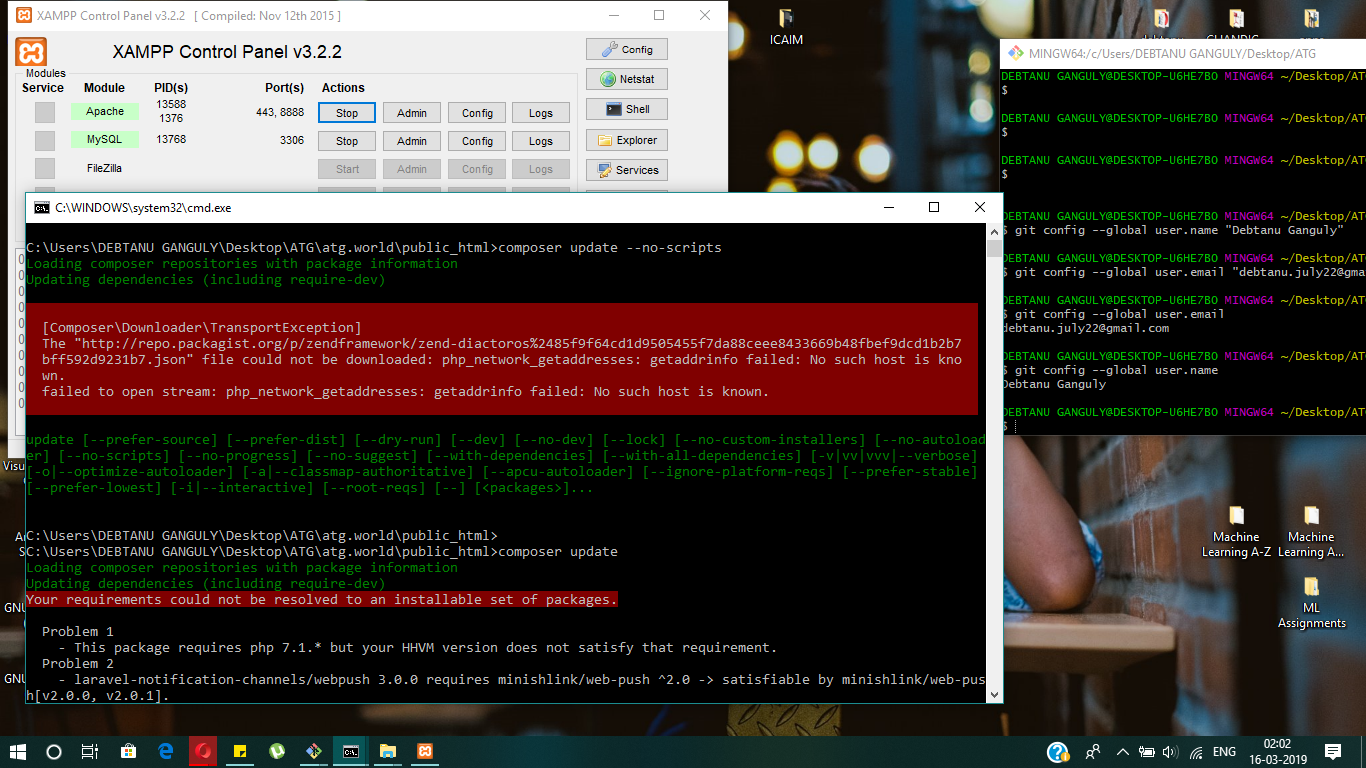 XAMPP Control Panel v3.2.2 [ Compiled: Nov 12th 2015 ]
XAMPP Control Panel v3.2.2
Config
Netstat
Shell
Explorer
Services
Modules
Service Module PID(s) Port(s) Actions
Apache 13588 1376 443, 8888 Stop Admin Config Logs
MySQL 13768 3306 Stop Admin Config Logs
FileZilla Start Admin Config Logs
ICAIM
MINGW64:/c/Users/DEBTANU GANGULY/Desktop/ATG
DEBTANU GANGULY@DESKTOP-U6HE7BO MINGW64 ~/Desktop/ATG
$
DEBTANU GANGULY@DESKTOP-U6HE7BO MINGW64 ~/Desktop/ATG
$
DEBTANU GANGULY@DESKTOP-U6HE7BO MINGW64 ~/Desktop/ATG
$
DEBTANU GANGULY@DESKTOP-U6HE7BO MINGW64 ~/Desktop/ATG
$ git config --global user.name "Debtanu Ganguly"
DEBTANU GANGULY@DESKTOP-U6HE7BO MINGW64 ~/Desktop/ATG
$ git config --global user.email "debtanu.july22@gma
DEBTANU GANGULY@DESKTOP-U6HE7BO MINGW64 ~/Desktop/ATG
$ git config --global user.email
debtanu.july22@gmail.com
DEBTANU GANGULY@DESKTOP-U6HE7BO MINGW64 ~/Desktop/ATG
$ git config --global user.name
Debtanu Ganguly
DEBTANU GANGULY@DESKTOP-U6HE7BO MINGW64 ~/Desktop/ATG
$
C:\WINDOWS\system32\cmd.exe
C:\Users\DEBTANU GANGULY\Desktop\ATG\atg.world\public_html>composer update --no-scripts
Loading composer repositories with package information
Updating dependencies (including require-dev)
[Composer\Downloader\TransportException]
The "http://repo.packagist.org/p/zendframework/zend-diactoros%2485f9f64cd1d9505455f7da88ceee8433669b48fbef9dcd1b2b7
bff592d9231b7.json" file could not be downloaded: php_network_getaddresses: getaddrinfo failed: No such host is kno
wn.
failed to open stream: php_network_getaddresses: getaddrinfo failed: No such host is known.
update [--prefer-source] [--prefer-dist] [--dry-run] [--dev] [--no-dev] [--lock] [--no-custom-installers] [--no-autoload
er] [--no-scripts] [--no-progress] [--no-suggest] [--with-dependencies] [--with-all-dependencies] [-v|vv|vvv|--verbose]
[-o|--optimize-autoloader] [-a|--classmap-authoritative] [--apcu-autoloader] [--ignore-platform-reqs] [--prefer-stable]
[--prefer-lowest] [-i|--interactive] [--root-reqs] [--] [<packages>]...
C:\Users\DEBTANU GANGULY\Desktop\ATG\atg.world\public_html>
C:\Users\DEBTANU GANGULY\Desktop\ATG\atg.world\public_html>composer update
Loading composer repositories with package information
Updating dependencies (including require-dev)
Your requirements could not be resolved to an installable set of packages.
Problem 1
- This package requires php 7.1.* but your HHVM version does not satisfy that requirement.
Problem 2
- laravel-notification-channels/webpush 3.0.0 requires minishlink/web-push ^2.0 -> satisfiable by minishlink/web-pus
h[v2.0.0, v2.0.1].
Machine Learning A-Z
Machine Learning A...
ML Assignments
ENG
02:02
16-03-2019